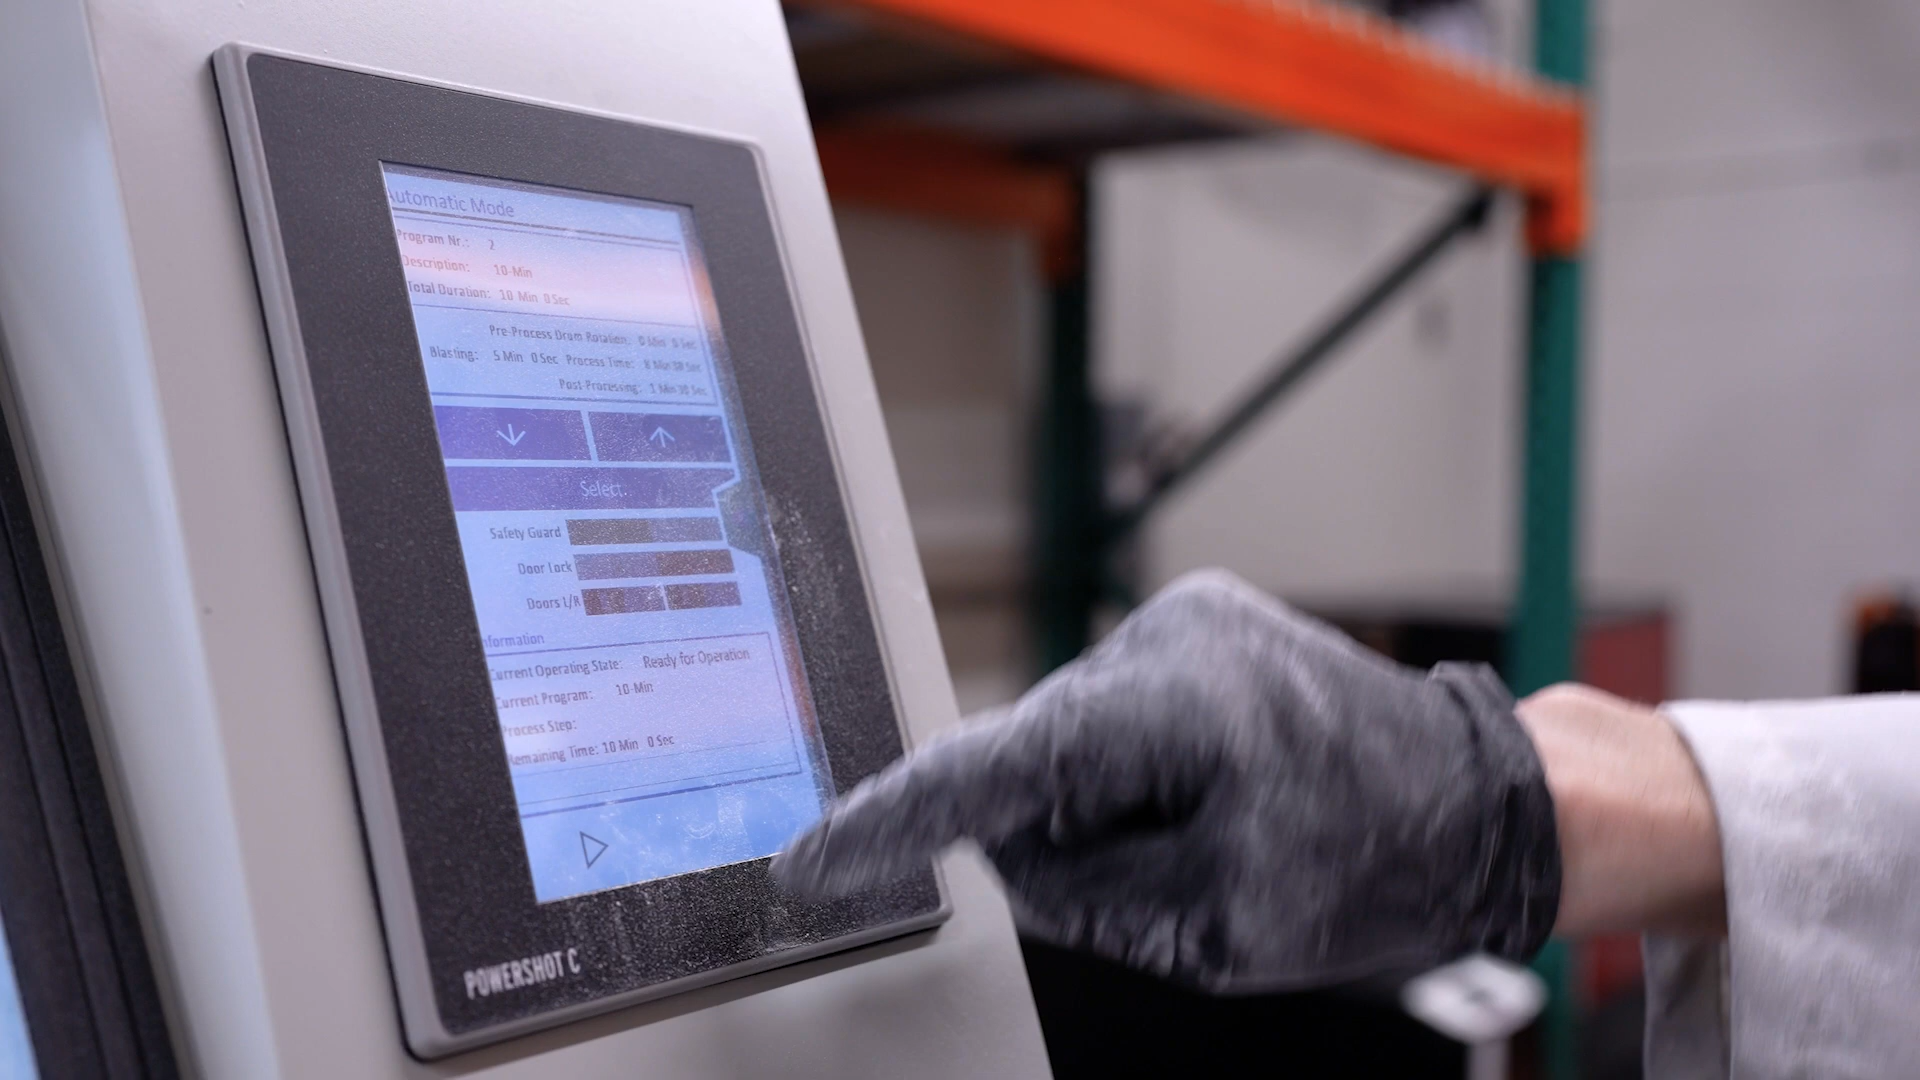 Automatic Mode
Program Nr.: 2
Description: 10-Min
Total Duration: 10 Min 0 Sec
Pre-Process Drum Rotation: 0 Min 0 Sec
Blasting: 5 Min 0 Sec Process Time: 8 Min 30 Sec
Post-Processing: 1 Min 30 Sec
Select
Safety Guard
Door Lock
Doors L/R
Information
Current Operating State: Ready for Operation
Current Program: 10-Min
Process Step:
Remaining Time: 10 Min 0 Sec
POWERSHOT C